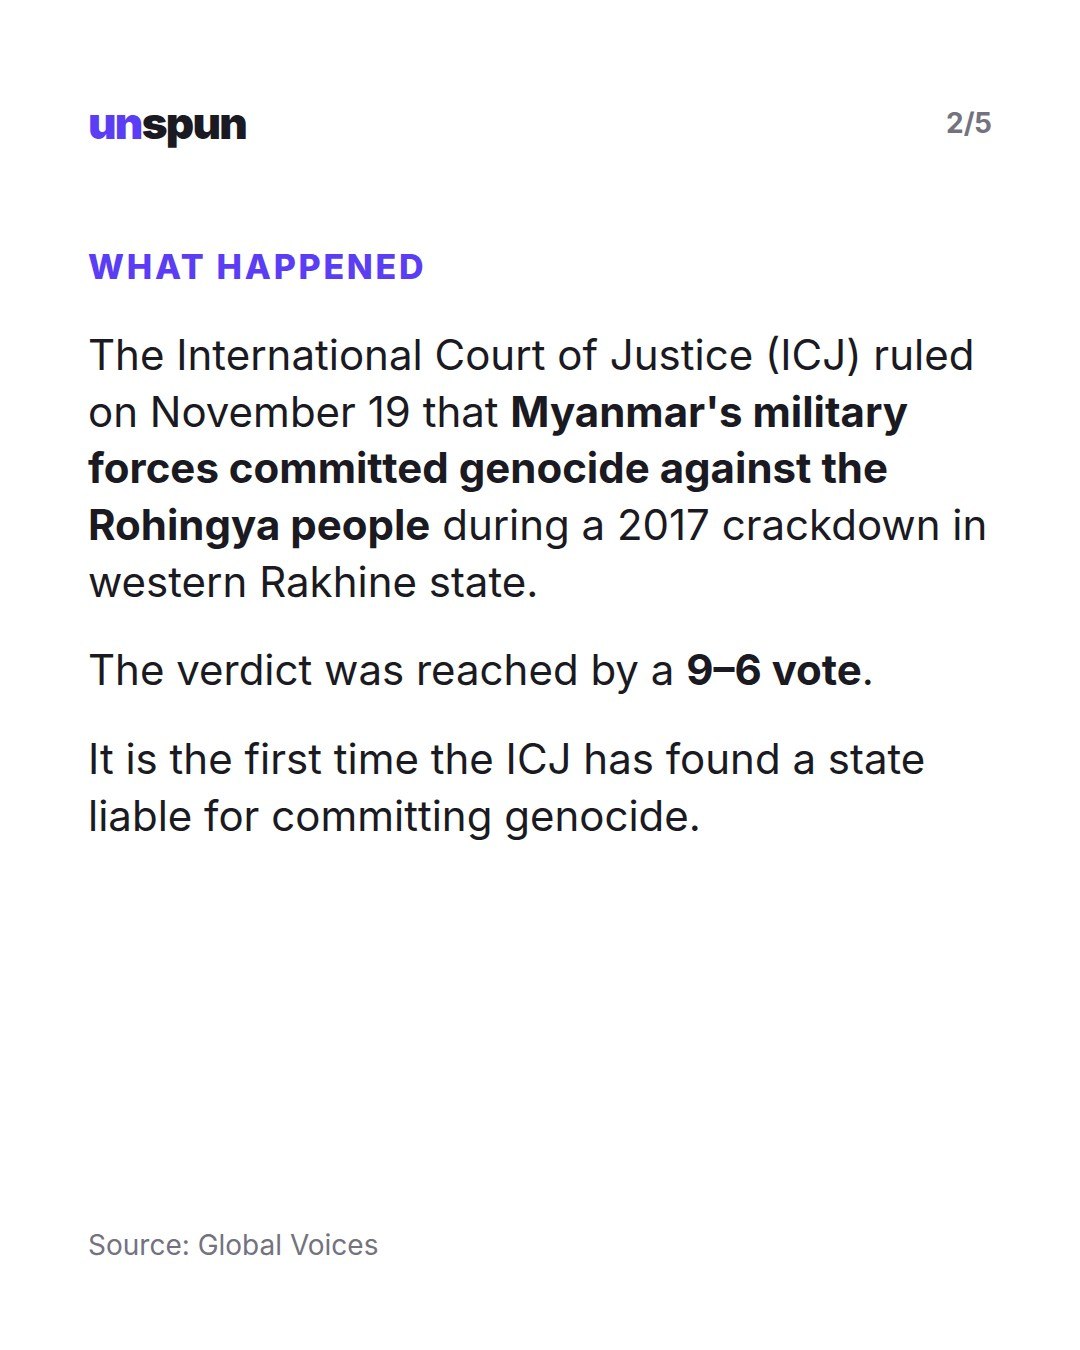 unspun
2/5
WHAT HAPPENED
The International Court of Justice (ICJ) ruled
on November 19 that Myanmar's military
forces committed genocide against the
Rohingya people during a 2017 crackdown in
western Rakhine state.
The verdict was reached by a 9–6 vote.
It is the first time the ICJ has found a state
liable for committing genocide.
Source: Global Voices